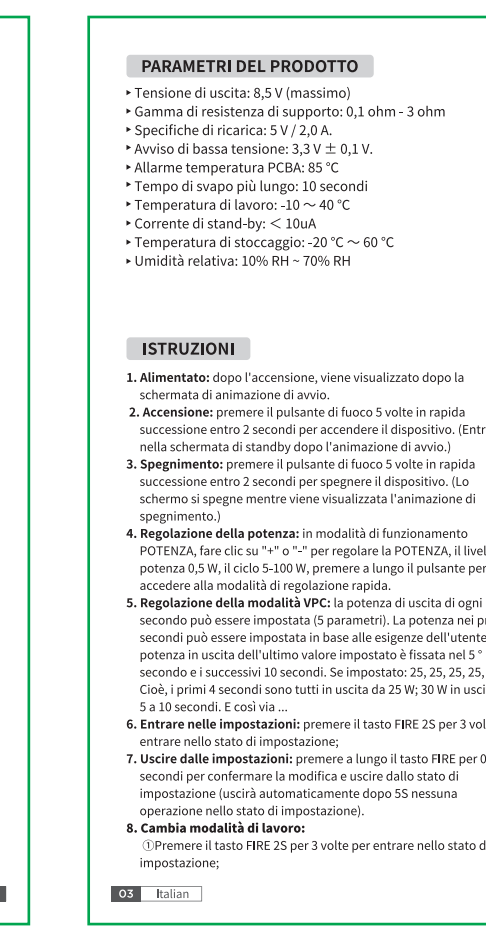 PARAMETRI DEL PRODOTTO
‣ Tensione di uscita: 8,5 V (massimo)
‣ Gamma di resistenza di supporto: 0,1 ohm - 3 ohm
‣ Specifiche di ricarica: 5 V / 2,0 A.
‣ Avviso di bassa tensione: 3,3 V ± 0,1 V.
‣ Allarme temperatura PCBA: 85 °C
‣ Tempo di svapo più lungo: 10 secondi
‣ Temperatura di lavoro: -10 ～ 40 °C
‣ Corrente di stand-by: ＜ 10uA
‣ Temperatura di stoccaggio: -20 °C ～ 60 °C
‣ Umidità relativa: 10% RH ~ 70% RH
ISTRUZIONI
1. Alimentato: dopo l'accensione, viene visualizzato dopo la
schermata di animazione di avvio.
2. Accensione: premere il pulsante di fuoco 5 volte in rapida
successione entro 2 secondi per accendere il dispositivo. (Entr
nella schermata di standby dopo l'animazione di avvio.)
3. Spegnimento: premere il pulsante di fuoco 5 volte in rapida
successione entro 2 secondi per spegnere il dispositivo. (Lo
schermo si spegne mentre viene visualizzata l'animazione di
spegnimento.)
4. Regolazione della potenza: in modalità di funzionamento
POTENZA, fare clic su "+" o "-" per regolare la POTENZA, il livel
potenza 0,5 W, il ciclo 5-100 W, premere a lungo il pulsante per
accedere alla modalità di regolazione rapida.
5. Regolazione della modalità VPC: la potenza di uscita di ogni
secondo può essere impostata (5 parametri). La potenza nei pr
secondi può essere impostata in base alle esigenze dell'utente
potenza in uscita dell'ultimo valore impostato è fissata nel 5 °
secondo e i successivi 10 secondi. Se impostato: 25, 25, 25, 25,
Cioè, i primi 4 secondi sono tutti in uscita da 25 W; 30 W in usci
5 a 10 secondi. E così via ...
6. Entrare nelle impostazioni: premere il tasto FIRE 2S per 3 vol
entrare nello stato di impostazione;
7. Uscire dalle impostazioni: premere a lungo il tasto FIRE per 0
secondi per confermare la modifica e uscire dallo stato di
impostazione (uscirà automaticamente dopo 5S nessuna
operazione nello stato di impostazione).
8. Cambia modalità di lavoro:
①Premere il tasto FIRE 2S per 3 volte per entrare nello stato d
impostazione;
03 Italian